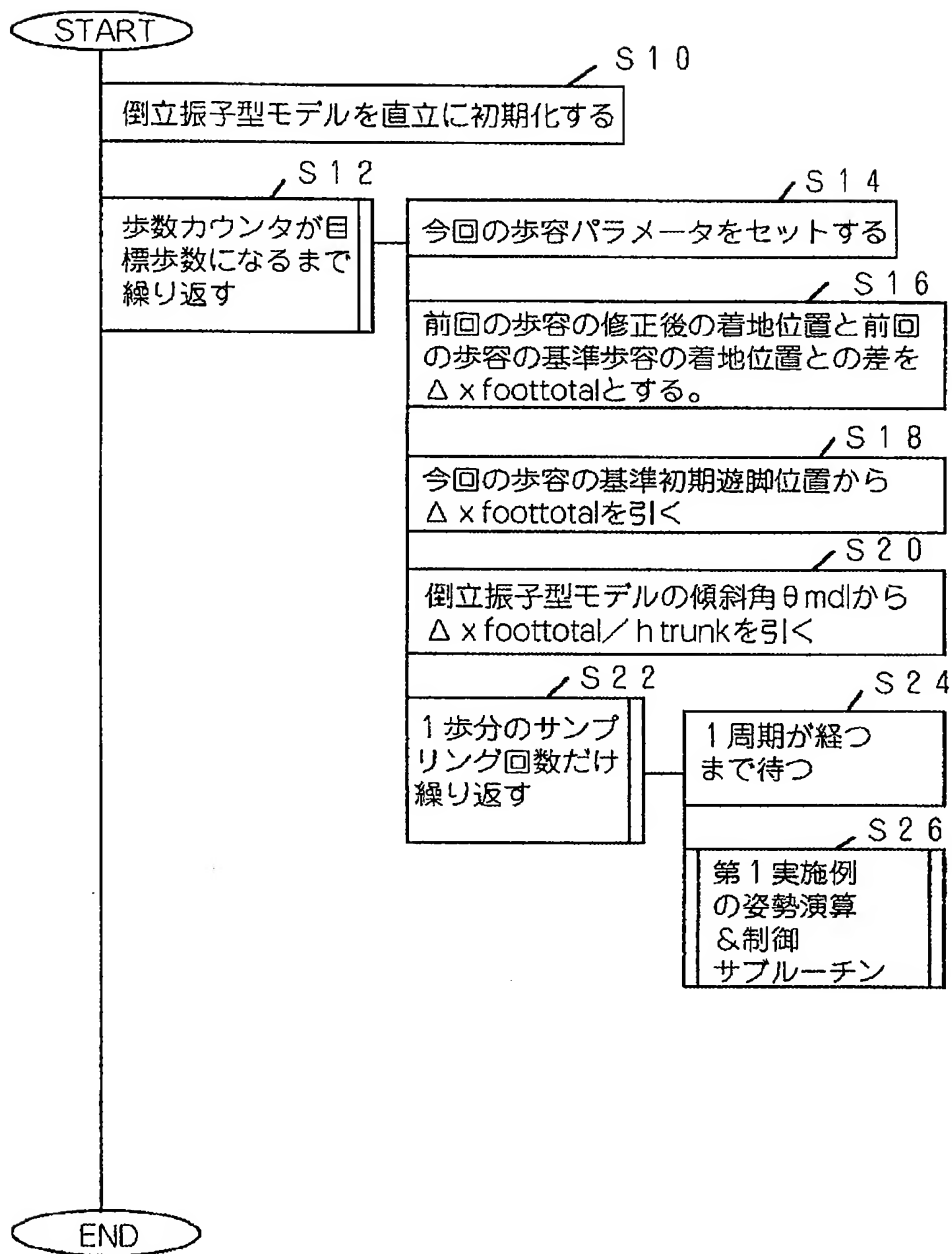 START
S10
倒立振子型モデルを直立に初期化する
S12
歩数カウンタが目
標歩数になるまで
繰り返す
S14
今回の歩容パラメータをセットする
S16
前回の歩容の修正後の着地位置と前回
の歩容の基準歩容の着地位置との差を
Δxfoottotalとする。
S18
今回の歩容の基準初期遊脚位置から
Δxfoottotalを引く
S20
倒立振子型モデルの傾斜角θmdlから
Δxfoottotal/htrunkを引く
S22
1歩分のサンプ
リング回数だけ
繰り返す
S24
1周期が経つ
まで待つ
S26
第1実施例
の姿勢演算
&制御
サブルーチン
END